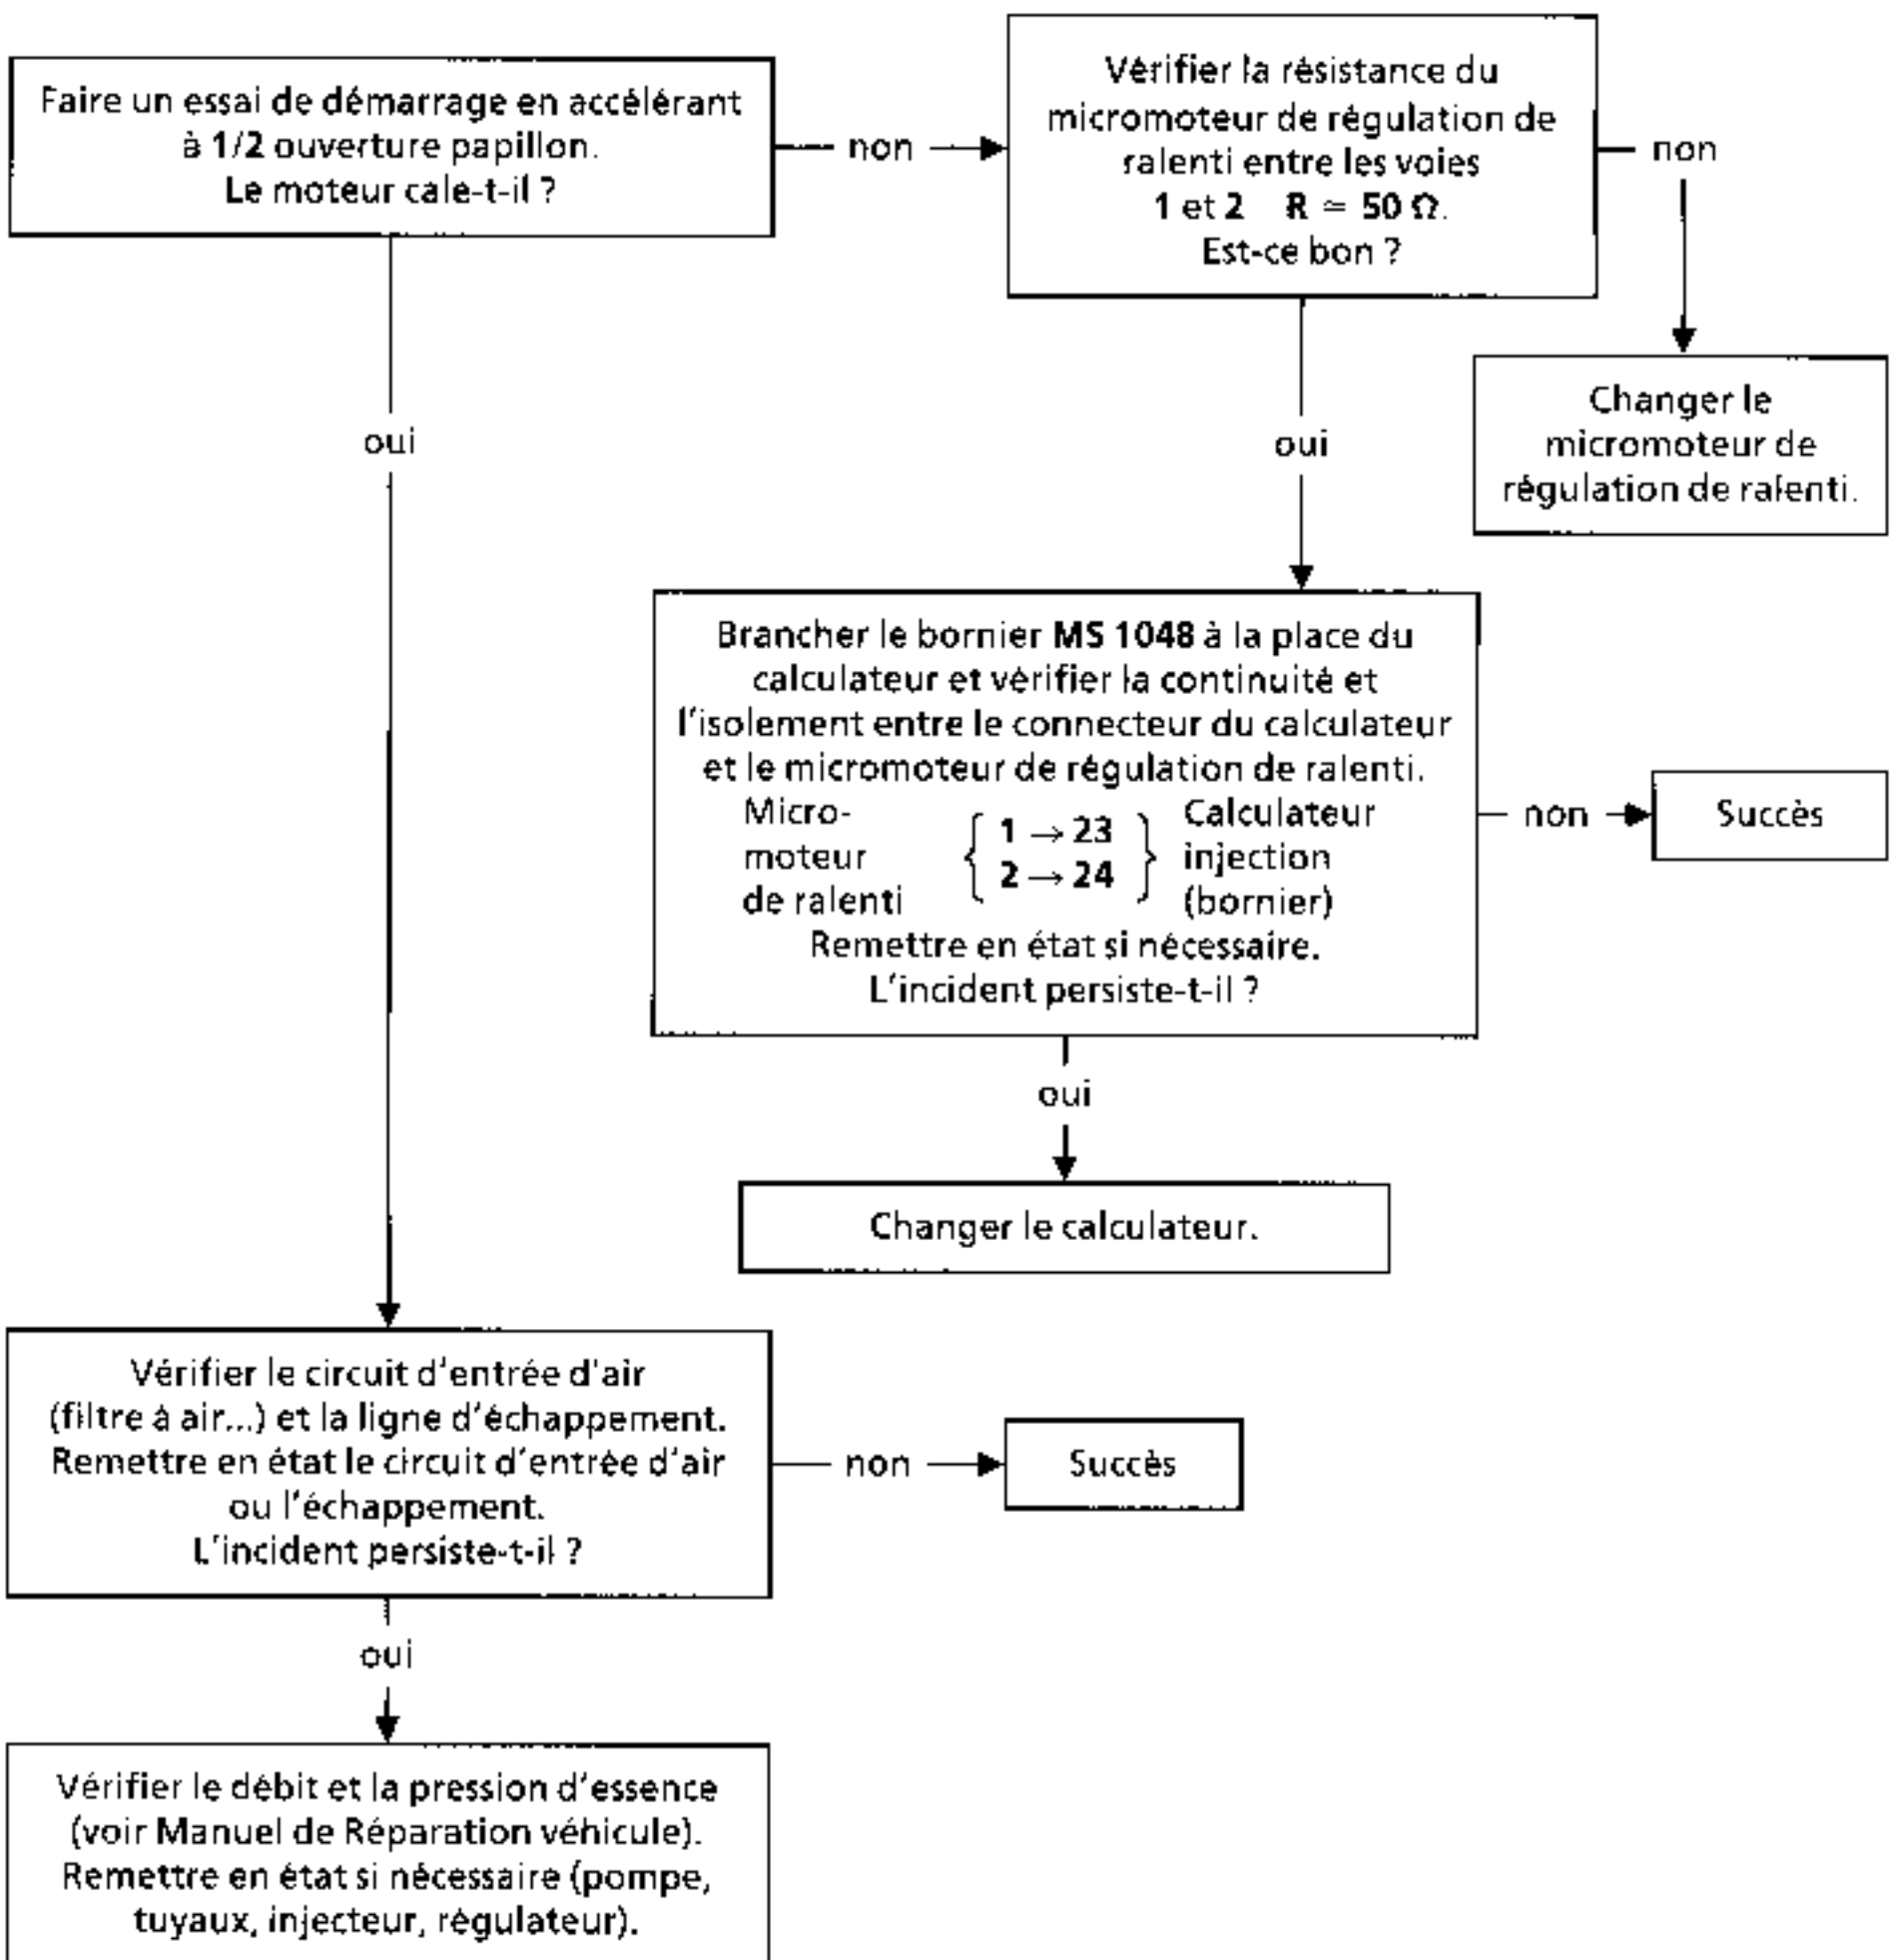 Faire un essai de démarrage en accélérant
à 1/2 ouverture papillon.
Le moteur cale-t-il ?
non
Vérifier la résistance du
micromoteur de régulation de
ralenti entre les voies
1 et 2 R ≃ 50 Ω.
Est-ce bon ?
non
Changer le
micromoteur de
régulation de ralenti.
oui
oui
Brancher le bornier MS 1048 à la place du
calculateur et vérifier la continuité et
l'isolement entre le connecteur du calculateur
et le micromoteur de régulation de ralenti.
Micro-
moteur
de ralenti
1 → 23
2 → 24
Calculateur
injection
(bornier)
Remettre en état si nécessaire.
L'incident persiste-t-il ?
non
Succès
oui
Changer le calculateur.
Vérifier le circuit d'entrée d'air
(filtre à air...) et la ligne d'échappement.
Remettre en état le circuit d'entrée d'air
ou l'échappement.
L'incident persiste-t-il ?
non
Succès
oui
Vérifier le débit et la pression d'essence
(voir Manuel de Réparation véhicule).
Remettre en état si nécessaire (pompe,
tuyaux, injecteur, régulateur).